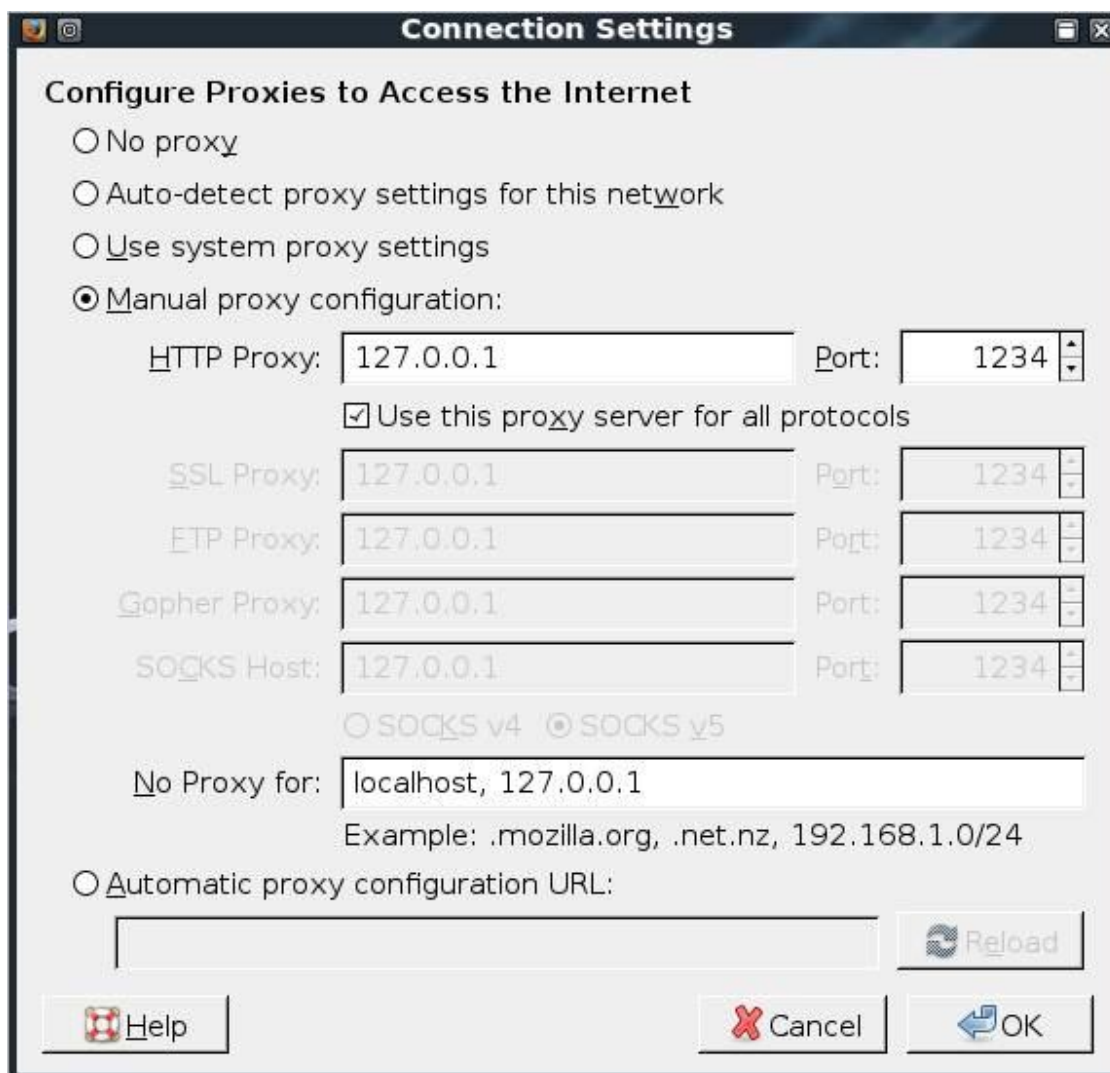 Connection Settings
Configure Proxies to Access the Internet
No proxy
Auto-detect proxy settings for this network
Use system proxy settings
Manual proxy configuration:
HTTP Proxy: 127.0.0.1 Port: 1234
Use this proxy server for all protocols
SSL Proxy: 127.0.0.1 Port: 1234
FTP Proxy: 127.0.0.1 Port: 1234
Gopher Proxy: 127.0.0.1 Port: 1234
SOCKS Host: 127.0.0.1 Port: 1234
SOCKS v4 SOCKS v5
No Proxy for: localhost, 127.0.0.1
Example: .mozilla.org, .net.nz, 192.168.1.0/24
Automatic proxy configuration URL:
Reload
Help Cancel OK